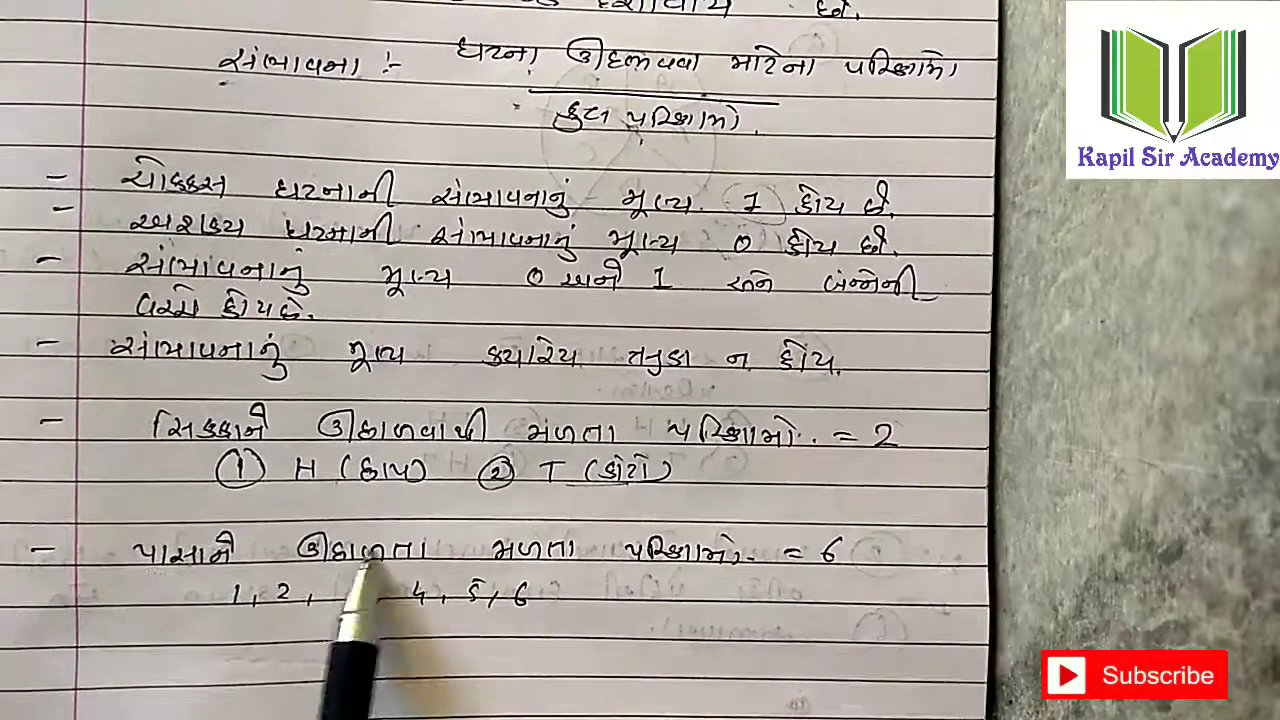 છે.
સંભાવના :- ઘટના ઉદ્ભવવા માટેના પરિણામો
કુલ પરિણામો.
- ચોક્કસ ઘટનાની સંભાવનાનું મૂલ્ય 1 હોય છે.
- અશક્ય ઘટનાની સંભાવનાનું મૂલ્ય 0 હોય છે.
- સંભાવનાનું મૂલ્ય 0 અને 1 અને બંન્નેની
વચ્ચે હોય છે.
- સંભાવનાનું મૂલ્ય ક્યારેય ન હોય.
- સિક્કાને ઉછાળવાથી મળતા પરિણામો. = 2
① H (છાપ) ② T (કાંટો)
- પાસાને ઉછાળતા મળતા પરિણામો. = 6
1, 2, 4, 5, 6
Kapil Sir Academy
Subscribe